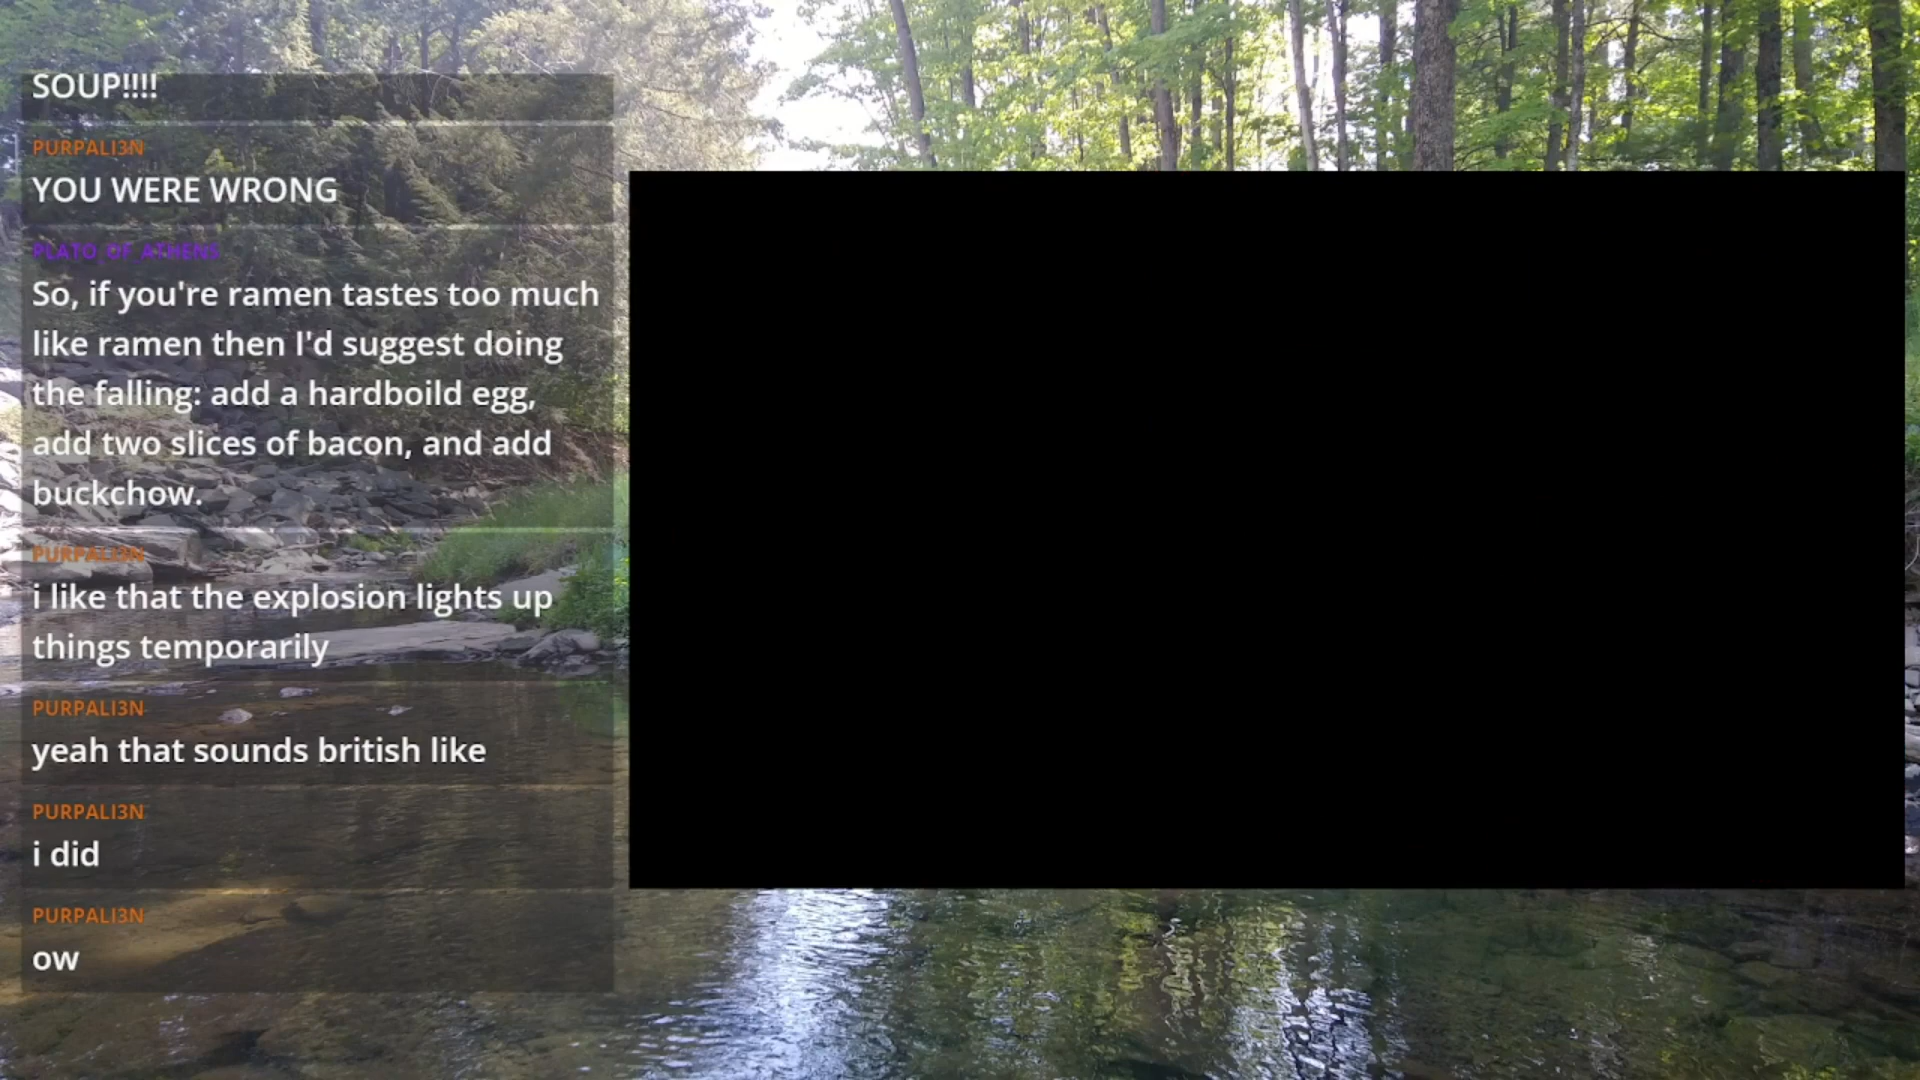 SOUP!!!!
PURPALI3N
YOU WERE WRONG
PLATO_OF_ATHENS
So, if you're ramen tastes too much
like ramen then I'd suggest doing
the falling: add a hardboild egg,
add two slices of bacon, and add
buckchow.
PURPALI3N
i like that the explosion lights up
things temporarily
PURPALI3N
yeah that sounds british like
PURPALI3N
i did
PURPALI3N
ow